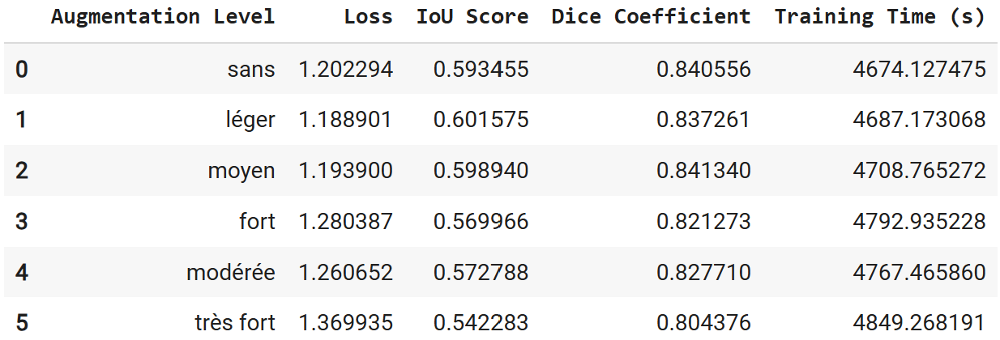 Augmentation Level Loss IoU Score Dice Coefficient Training Time (s)
0 sans 1.202294 0.593455 0.840556 4674.127475
1 léger 1.188901 0.601575 0.837261 4687.173068
2 moyen 1.193900 0.598940 0.841340 4708.765272
3 fort 1.280387 0.569966 0.821273 4792.935228
4 modérée 1.260652 0.572788 0.827710 4767.465860
5 très fort 1.369935 0.542283 0.804376 4849.268191